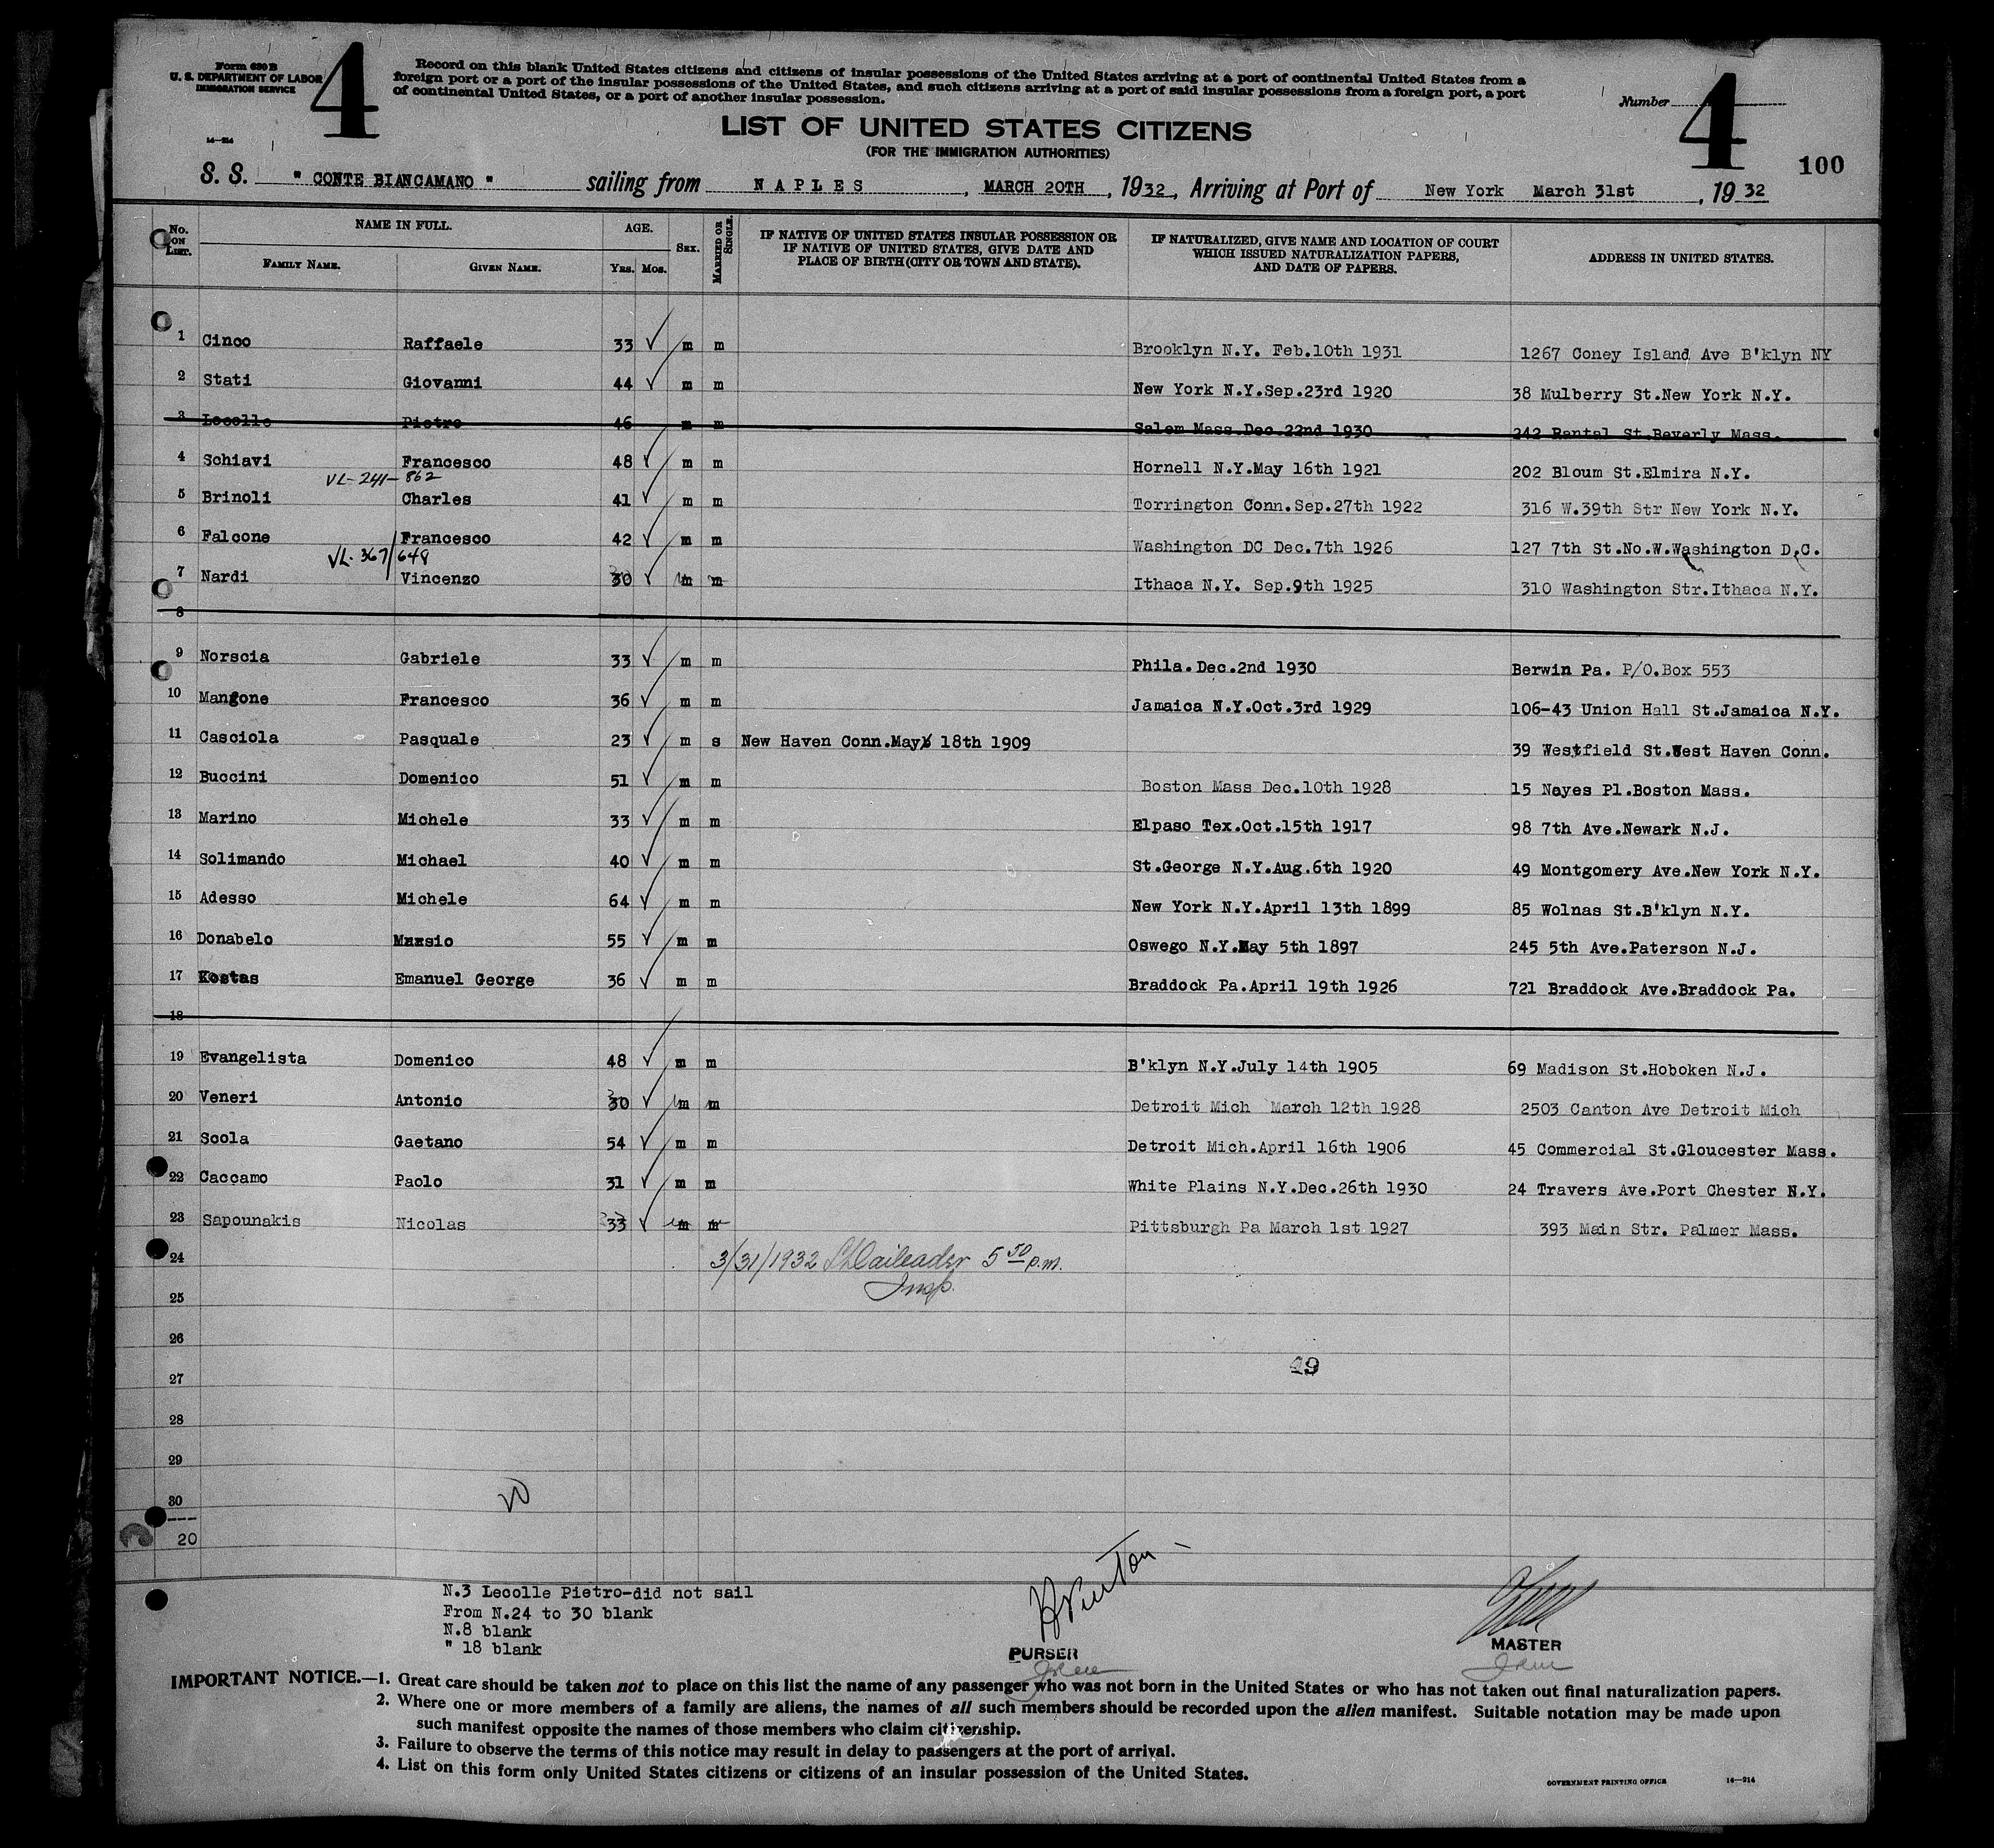 Form 630 B
U. S. DEPARTMENT OF LABOR
IMMIGRATION SERVICE
14—214
4
Record on this blank United States citizens and citizens of insular possessions of the United States arriving at a port of continental United States from a
foreign port or a port of the insular possessions of the United States, and such citizens arriving at a port of said insular possessions from a foreign port, a port
of continental United States, or a port of another insular possession.
Number 4
LIST OF UNITED STATES CITIZENS
(FOR THE IMMIGRATION AUTHORITIES)
100
S. S. " CONTE BIANCAMANO " sailing from NAPLES, MARCH 20TH, 1932, Arriving at Port of New York March 31st, 1932
No. ON LIST. NAME IN FULL. FAMILY NAME. GIVEN NAME. AGE. YRS. MOS. SEX. MARRIED OR SINGLE. IF NATIVE OF UNITED STATES INSULAR POSSESSION OR IF NATIVE OF UNITED STATES, GIVE DATE AND PLACE OF BIRTH (CITY OR TOWN AND STATE). IF NATURALIZED, GIVE NAME AND LOCATION OF COURT WHICH ISSUED NATURALIZATION PAPERS, AND DATE OF PAPERS. ADDRESS IN UNITED STATES.
1 Cinco Raffaele 33 m m Brooklyn N.Y. Feb.10th 1931 1267 Coney Island Ave B'klyn NY
2 Stati Giovanni 44 m m New York N.Y.Sep.23rd 1920 38 Mulberry St.New York N.Y.
3 Lecolle Pietro 46 m m Salem Mass.Dec.22nd 1930 242 Rantal St.Beverly Mass.
4 Schiavi Francesco 48 m m Hornell N.Y.May 16th 1921 202 Bloum St.Elmira N.Y.
VL-241-862
5 Brinoli Charles 41 m m Torrington Conn.Sep.27th 1922 316 W.39th Str New York N.Y.
6 Falcone Francesco 42 m m Washington DC Dec.7th 1926 127 7th St.No.W.Washington D.C.
VL-367/648
7 Nardi Vincenzo 30 m m Ithaca N.Y. Sep.9th 1925 310 Washington Str.Ithaca N.Y.
8
9 Norscia Gabriele 33 m m Phila.Dec.2nd 1930 Berwin Pa. P/O.Box 553
10 Mangone Francesco 36 m m Jamaica N.Y.Oct.3rd 1929 106-43 Union Hall St.Jamaica N.Y.
11 Casciola Pasquale 23 m s New Haven Conn.May 18th 1909 39 Westfield St.West Haven Conn.
12 Buccini Domenico 51 m m Boston Mass Dec.10th 1928 15 Noyes Pl.Boston Mass.
13 Marino Michele 33 m m Elpaso Tex.Oct.15th 1917 98 7th Ave.Newark N.J.
14 Solimando Michael 40 m m St.George N.Y.Aug.6th 1920 49 Montgomery Ave.New York N.Y.
15 Adesso Michele 64 m m New York N.Y.April 13th 1899 85 Wolnas St.B'klyn N.Y.
16 Donabelo 55 m m Oswego N.Y.May 5th 1897 245 5th Ave.Paterson N.J.
17 Kostas Emanuel George 36 m m Braddock Pa.April 19th 1926 721 Braddock Ave.Braddock Pa.
18
19 Evangelista Domenico 48 m m B'klyn N.Y.July 14th 1905 69 Madison St.Hoboken N.J.
20 Veneri Antonio 30 m m Detroit Mich March 12th 1928 2503 Canton Ave Detroit Mich
21 Scola Gaetano 54 m m Detroit Mich.April 16th 1906 45 Commercial St.Gloucester Mass.
22 Caccamo Paolo 31 m m White Plains N.Y.Dec.26th 1930 24 Travers Ave.Port Chester N.Y.
23 Sapounakis Nicolas 33 m m Pittsburgh Pa March 1st 1927 393 Main Str. Palmer Mass.
24 3/31/1932 5 50 p.m.
Insp.
25
26
27
28
29
30
20
N.3 Lecolle Pietro-did not sail
From N.24 to 30 blank
N.8 blank
" 18 blank
PURSER
MASTER
IMPORTANT NOTICE.—1. Great care should be taken not to place on this list the name of any passenger who was not born in the United States or who has not taken out final naturalization papers.
2. Where one or more members of a family are aliens, the names of all such members should be recorded upon the alien manifest. Suitable notation may be made upon
such manifest opposite the names of those members who claim citizenship.
3. Failure to observe the terms of this notice may result in delay to passengers at the port of arrival.
4. List on this form only United States citizens or citizens of an insular possession of the United States.
GOVERNMENT PRINTING OFFICE 14—214